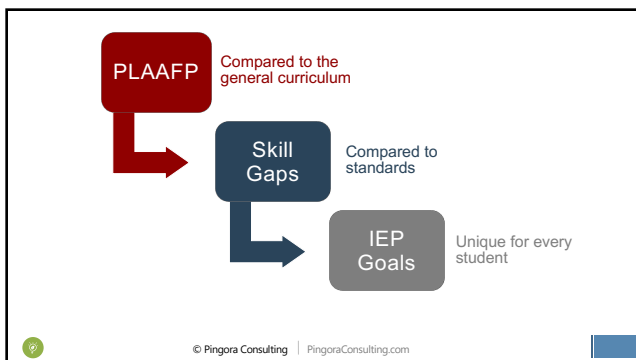 PLAAFP
Compared to the
general curriculum
Skill
Gaps
Compared to
standards
IEP
Goals
Unique for every
student
© Pingora Consulting | PingoraConsulting.com